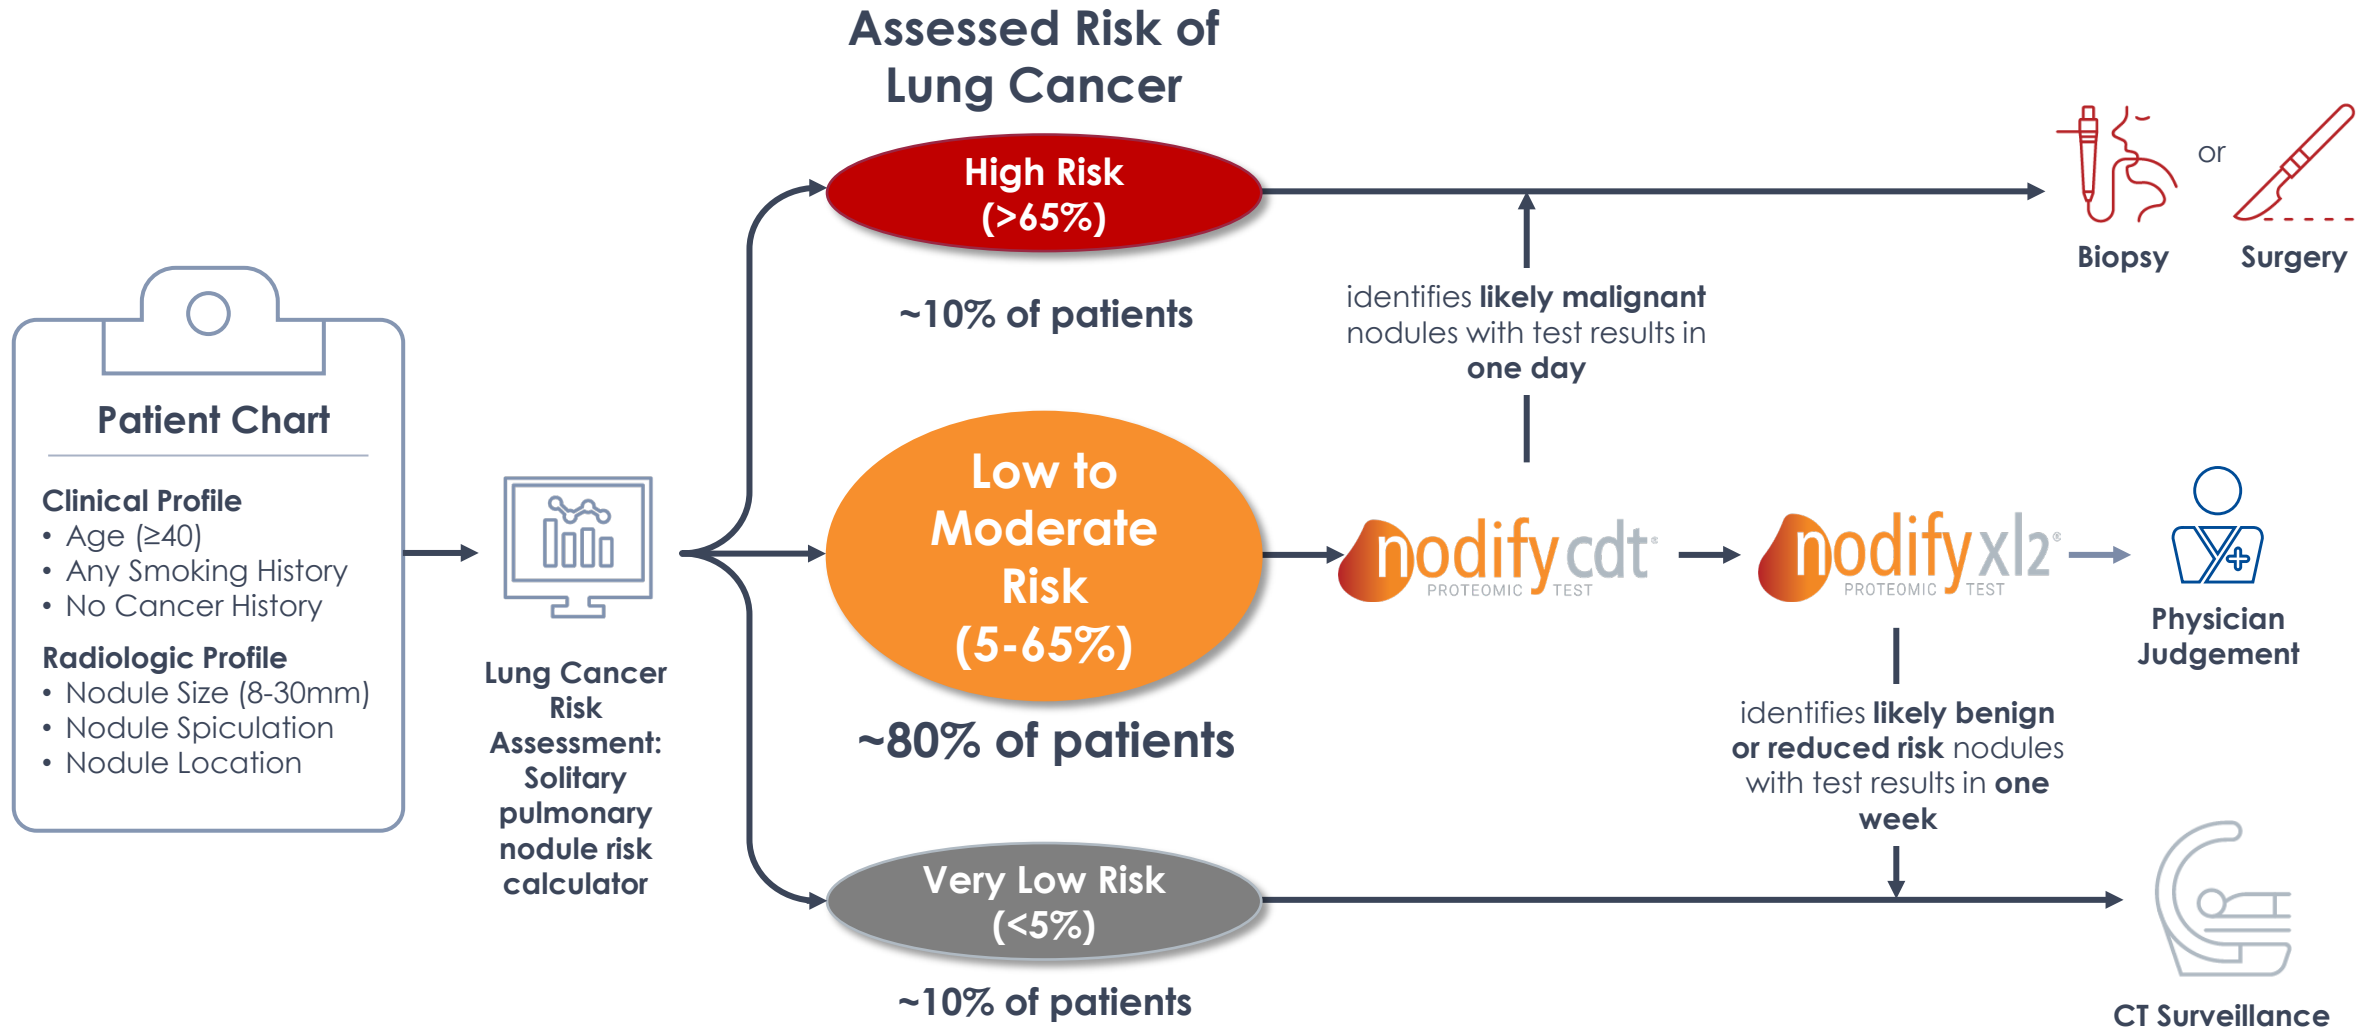 Assessed Risk of
Lung Cancer
Patient Chart
Clinical Profile
• Age (≥40)
• Any Smoking History
• No Cancer History
Radiologic Profile
• Nodule Size (8-30mm)
• Nodule Spiculation
• Nodule Location
Lung Cancer
Risk
Assessment:
Solitary
pulmonary
nodule risk
calculator
High Risk
(>65%)
~10% of patients
Low to
Moderate
Risk
(5-65%)
~80% of patients
Very Low Risk
(<5%)
~10% of patients
identifies likely malignant
nodules with test results in
one day
nodifycdt®
PROTEOMIC TEST
nodifyxl2®
PROTEOMIC TEST
identifies likely benign
or reduced risk nodules
with test results in one
week
or
Biopsy
Surgery
Physician
Judgement
CT Surveillance